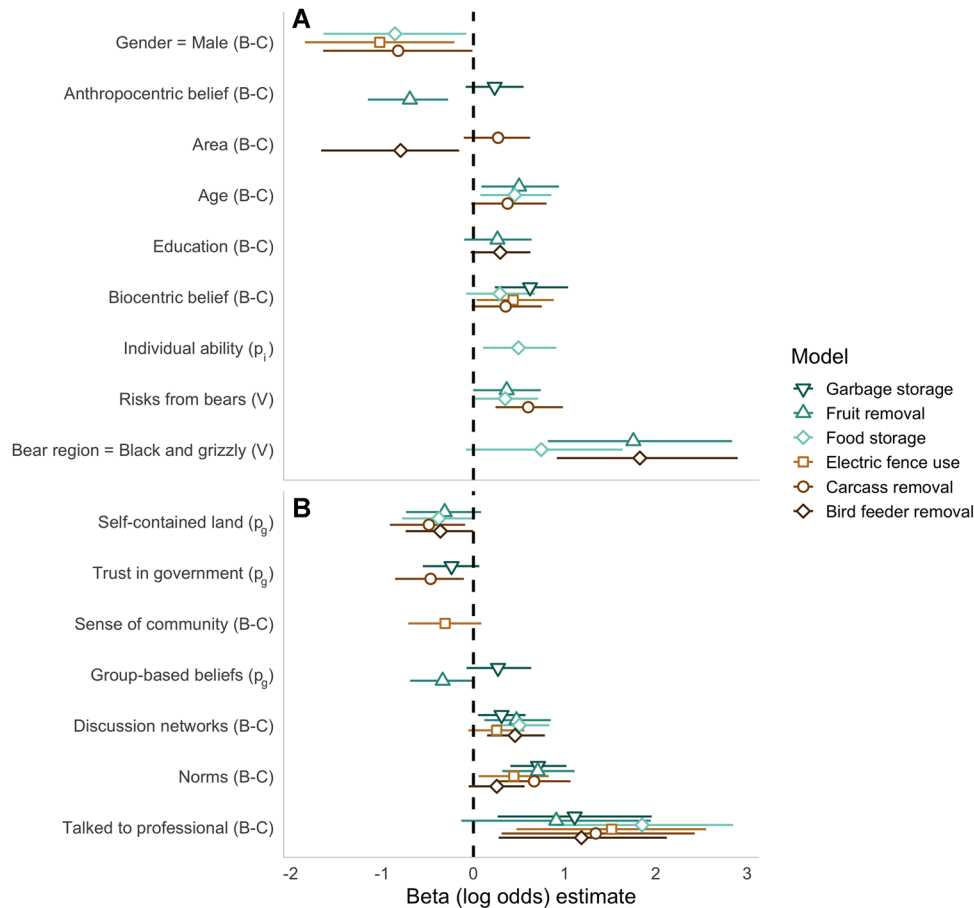 A
Gender = Male (B-C)
Anthropocentric belief (B-C)
Area (B-C)
Age (B-C)
Education (B-C)
Biocentric belief (B-C)
Individual ability (pi)
Risks from bears (V)
Bear region = Black and grizzly (V)
B
Self-contained land (pg)
Trust in government (pg)
Sense of community (B-C)
Group-based beliefs (pg)
Discussion networks (B-C)
Norms (B-C)
Talked to professional (B-C)
-2 -1 0 1 2 3
Beta (log odds) estimate
Model
Garbage storage
Fruit removal
Food storage
Electric fence use
Carcass removal
Bird feeder removal